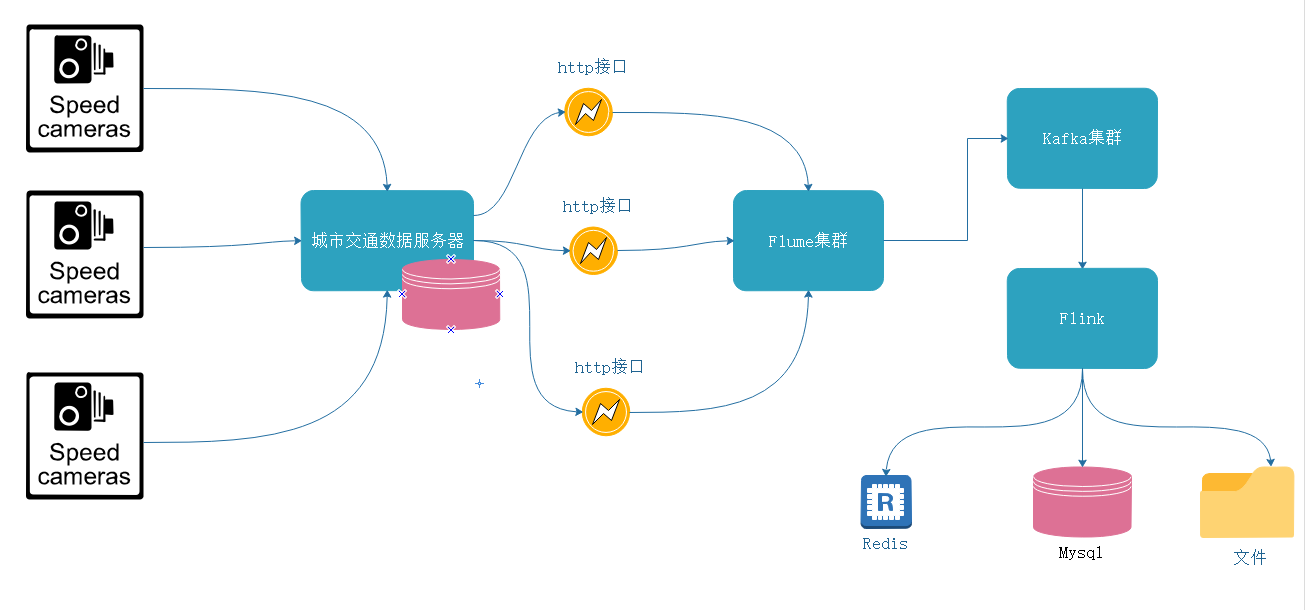 Speed
cameras
http接口
Kafka集群
Speed
cameras
http接口
城市交通数据服务器
Flume集群
Flink
Speed
cameras
http接口
R
Redis
Mysql
文件